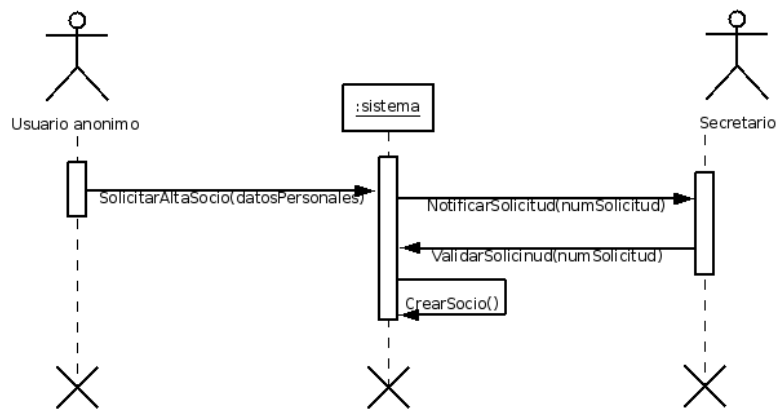 Usuario anonimo
:sistema
Secretario
SolicitarAltaSocio(datosPersonales)
NotificarSolicitud(numSolicitud)
ValidarSolicinud(numSolicitud)
CrearSocio()